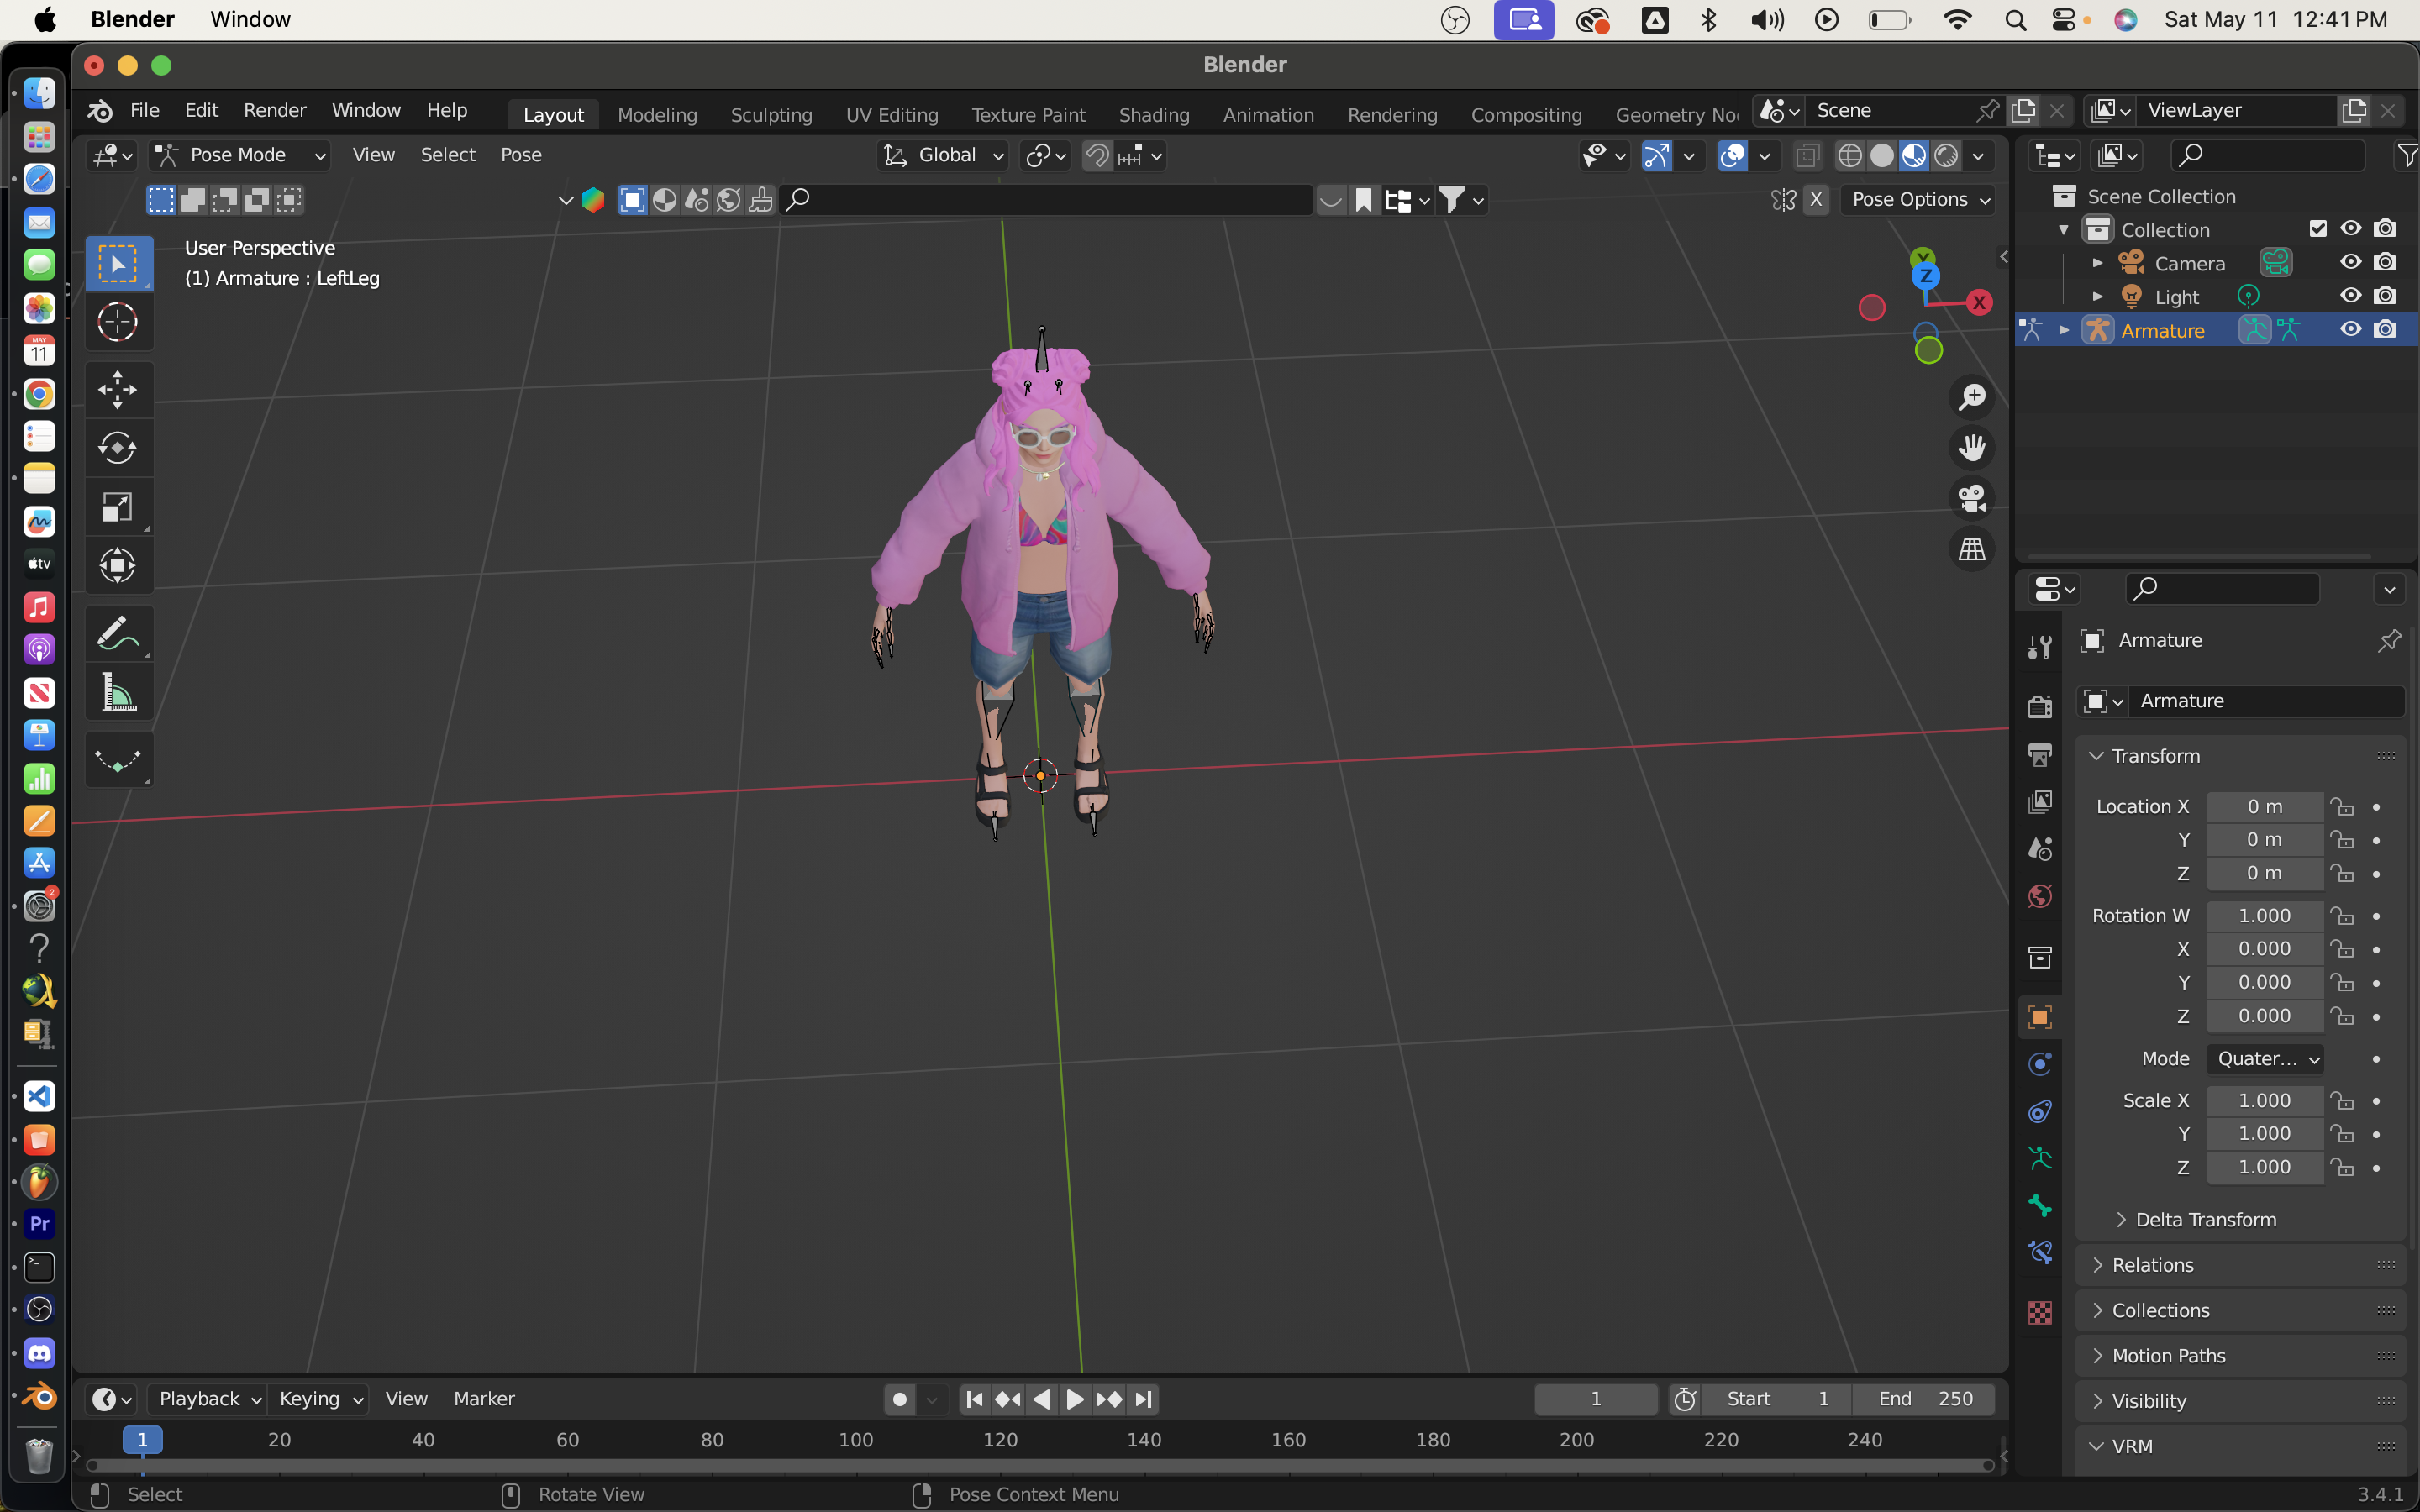 Blender Window
Sat May 11 12:41 PM
Blender
File Edit Render Window Help
Layout Modeling Sculpting UV Editing Texture Paint Shading Animation Rendering Compositing Geometry No
Scene
ViewLayer
Pose Mode View Select Pose
Global
X
Pose Options
User Perspective
(1) Armature : LeftLeg
Y
Z
X
Scene Collection
Collection
Camera
Light
Armature
MAY
11
tv
2
Pr
Armature
Armature
Transform
Location X 0 m
Y 0 m
Z 0 m
Rotation W 1.000
X 0.000
Y 0.000
Z 0.000
Mode Quater...
Scale X 1.000
Y 1.000
Z 1.000
Delta Transform
Relations
Collections
Motion Paths
Visibility
VRM
Playback Keying View Marker
1
Start 1
End 250
1 20 40 60 80 100 120 140 160 180 200 220 240
Select
Rotate View
Pose Context Menu
3.4.1